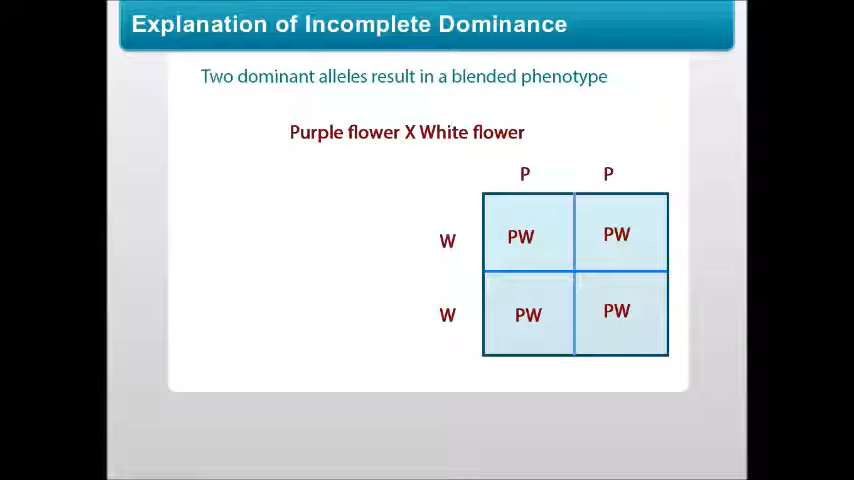 Explanation of Incomplete Dominance
Two dominant alleles result in a blended phenotype
Purple flower X White flower
P P
W PW PW
W PW PW